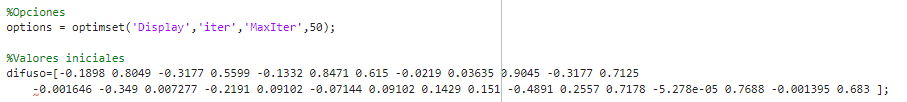 %Opciones
options = optimset('Display','iter','MaxIter',50);
%Valores iniciales
difuso=[-0.1898 0.8049 -0.3177 0.5599 -0.1332 0.8471 0.615 -0.0219 0.03635 0.9045 -0.3177 0.7125
-0.001646 -0.349 0.007277 -0.2191 0.09102 -0.07144 0.09102 0.1429 0.151 -0.4891 0.2557 0.7178 -5.278e-05 0.7688 -0.001395 0.683 ];